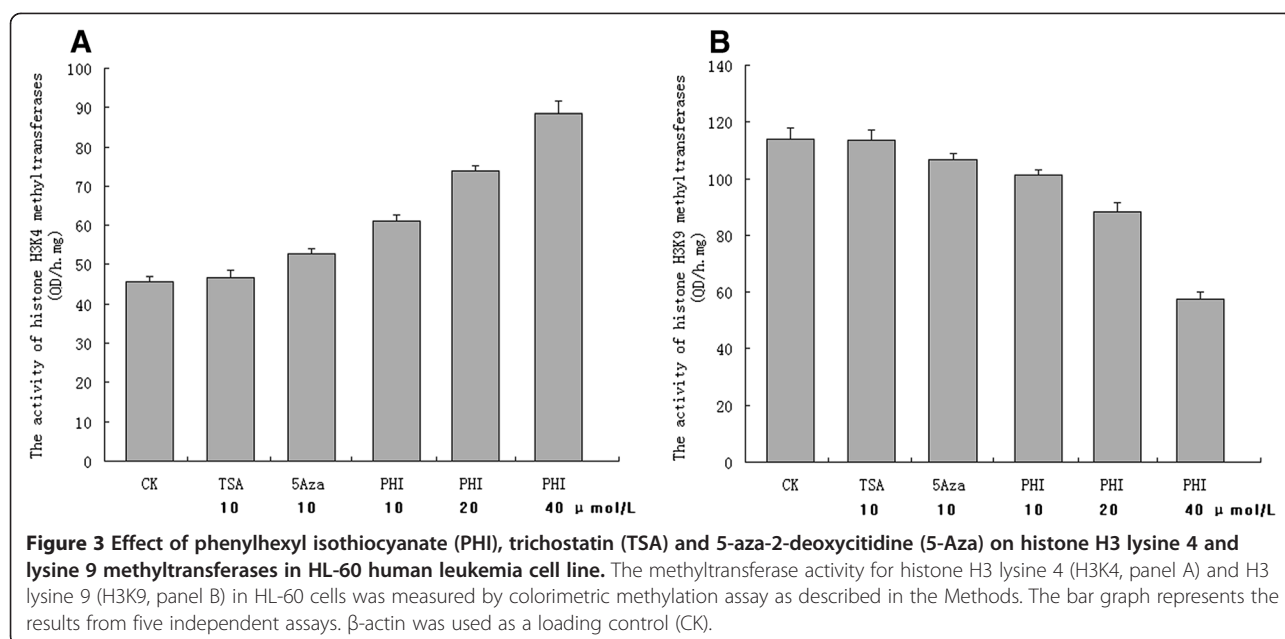 A
The activity of histone H3K4 methyltransferases
(QD/h.mg)
100
90
80
70
60
50
40
30
20
10
0
CK TSA 5Aza PHI PHI PHI
10 10 10 20 40 μ mol/L
B
The activity of histone H3K9 methyltransferases
(QD/h.mg)
140
120
100
80
60
40
20
0
CK TSA 5Aza PHI PHI PHI
10 10 10 20 40 μ mol/L
Figure 3 Effect of phenylhexyl isothiocyanate (PHI), trichostatin (TSA) and 5-aza-2-deoxycitidine (5-Aza) on histone H3 lysine 4 and
lysine 9 methyltransferases in HL-60 human leukemia cell line. The methyltransferase activity for histone H3 lysine 4 (H3K4, panel A) and H3
lysine 9 (H3K9, panel B) in HL-60 cells was measured by colorimetric methylation assay as described in the Methods. The bar graph represents the
results from five independent assays. β-actin was used as a loading control (CK).